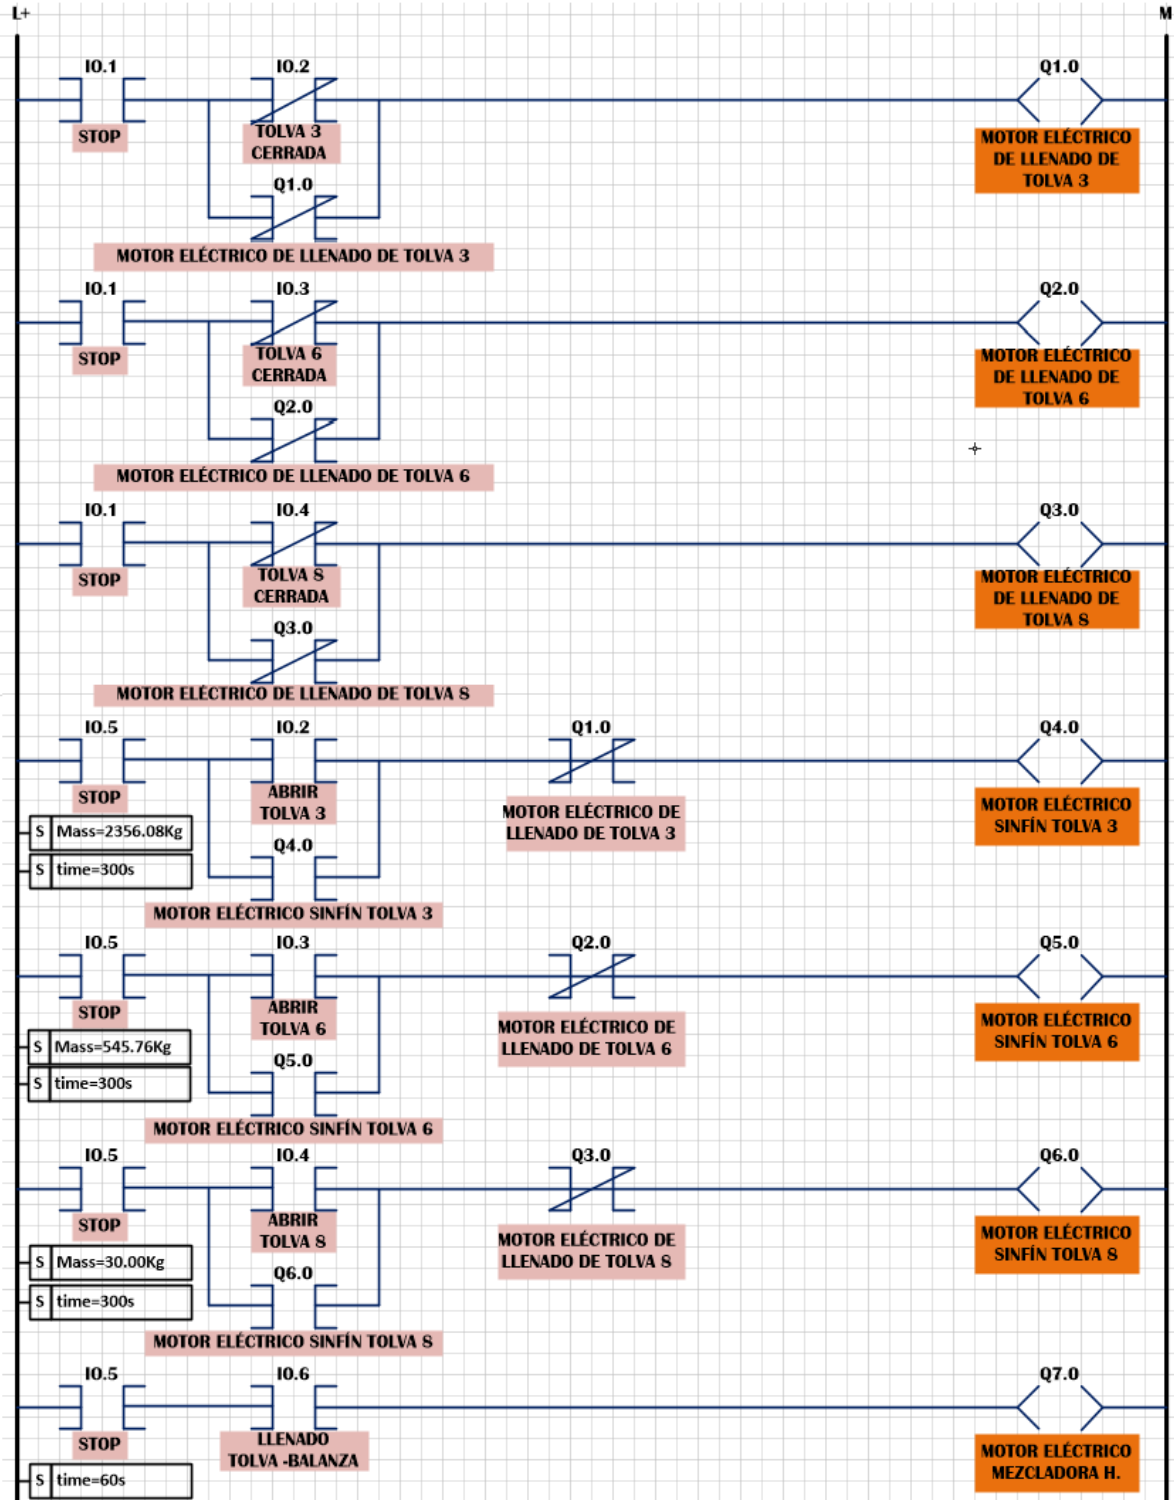 L+
M
I0.1
I0.2
Q1.0
STOP
TOLVA 3
CERRADA
MOTOR ELÉCTRICO
DE LLENADO DE
TOLVA 3
Q1.0
MOTOR ELÉCTRICO DE LLENADO DE TOLVA 3
I0.1
I0.3
Q2.0
STOP
TOLVA 6
CERRADA
MOTOR ELÉCTRICO
DE LLENADO DE
TOLVA 6
Q2.0
MOTOR ELÉCTRICO DE LLENADO DE TOLVA 6
I0.1
I0.4
Q3.0
STOP
TOLVA 8
CERRADA
MOTOR ELÉCTRICO
DE LLENADO DE
TOLVA 8
Q3.0
MOTOR ELÉCTRICO DE LLENADO DE TOLVA 8
I0.5
I0.2
Q1.0
Q4.0
STOP
ABRIR
TOLVA 3
MOTOR ELÉCTRICO DE
LLENADO DE TOLVA 3
MOTOR ELÉCTRICO
SINFÍN TOLVA 3
S Mass=2356.08Kg
S time=300s
Q4.0
MOTOR ELÉCTRICO SINFÍN TOLVA 3
I0.5
I0.3
Q2.0
Q5.0
STOP
ABRIR
TOLVA 6
MOTOR ELÉCTRICO DE
LLENADO DE TOLVA 6
MOTOR ELÉCTRICO
SINFÍN TOLVA 6
S Mass=545.76Kg
S time=300s
Q5.0
MOTOR ELÉCTRICO SINFÍN TOLVA 6
I0.5
I0.4
Q3.0
Q6.0
STOP
ABRIR
TOLVA 8
MOTOR ELÉCTRICO DE
LLENADO DE TOLVA 8
MOTOR ELÉCTRICO
SINFÍN TOLVA 8
S Mass=30.00Kg
S time=300s
Q6.0
MOTOR ELÉCTRICO SINFÍN TOLVA 8
I0.5
I0.6
Q7.0
STOP
LLENADO
TOLVA -BALANZA
MOTOR ELÉCTRICO
MEZCLADORA H.
S time=60s